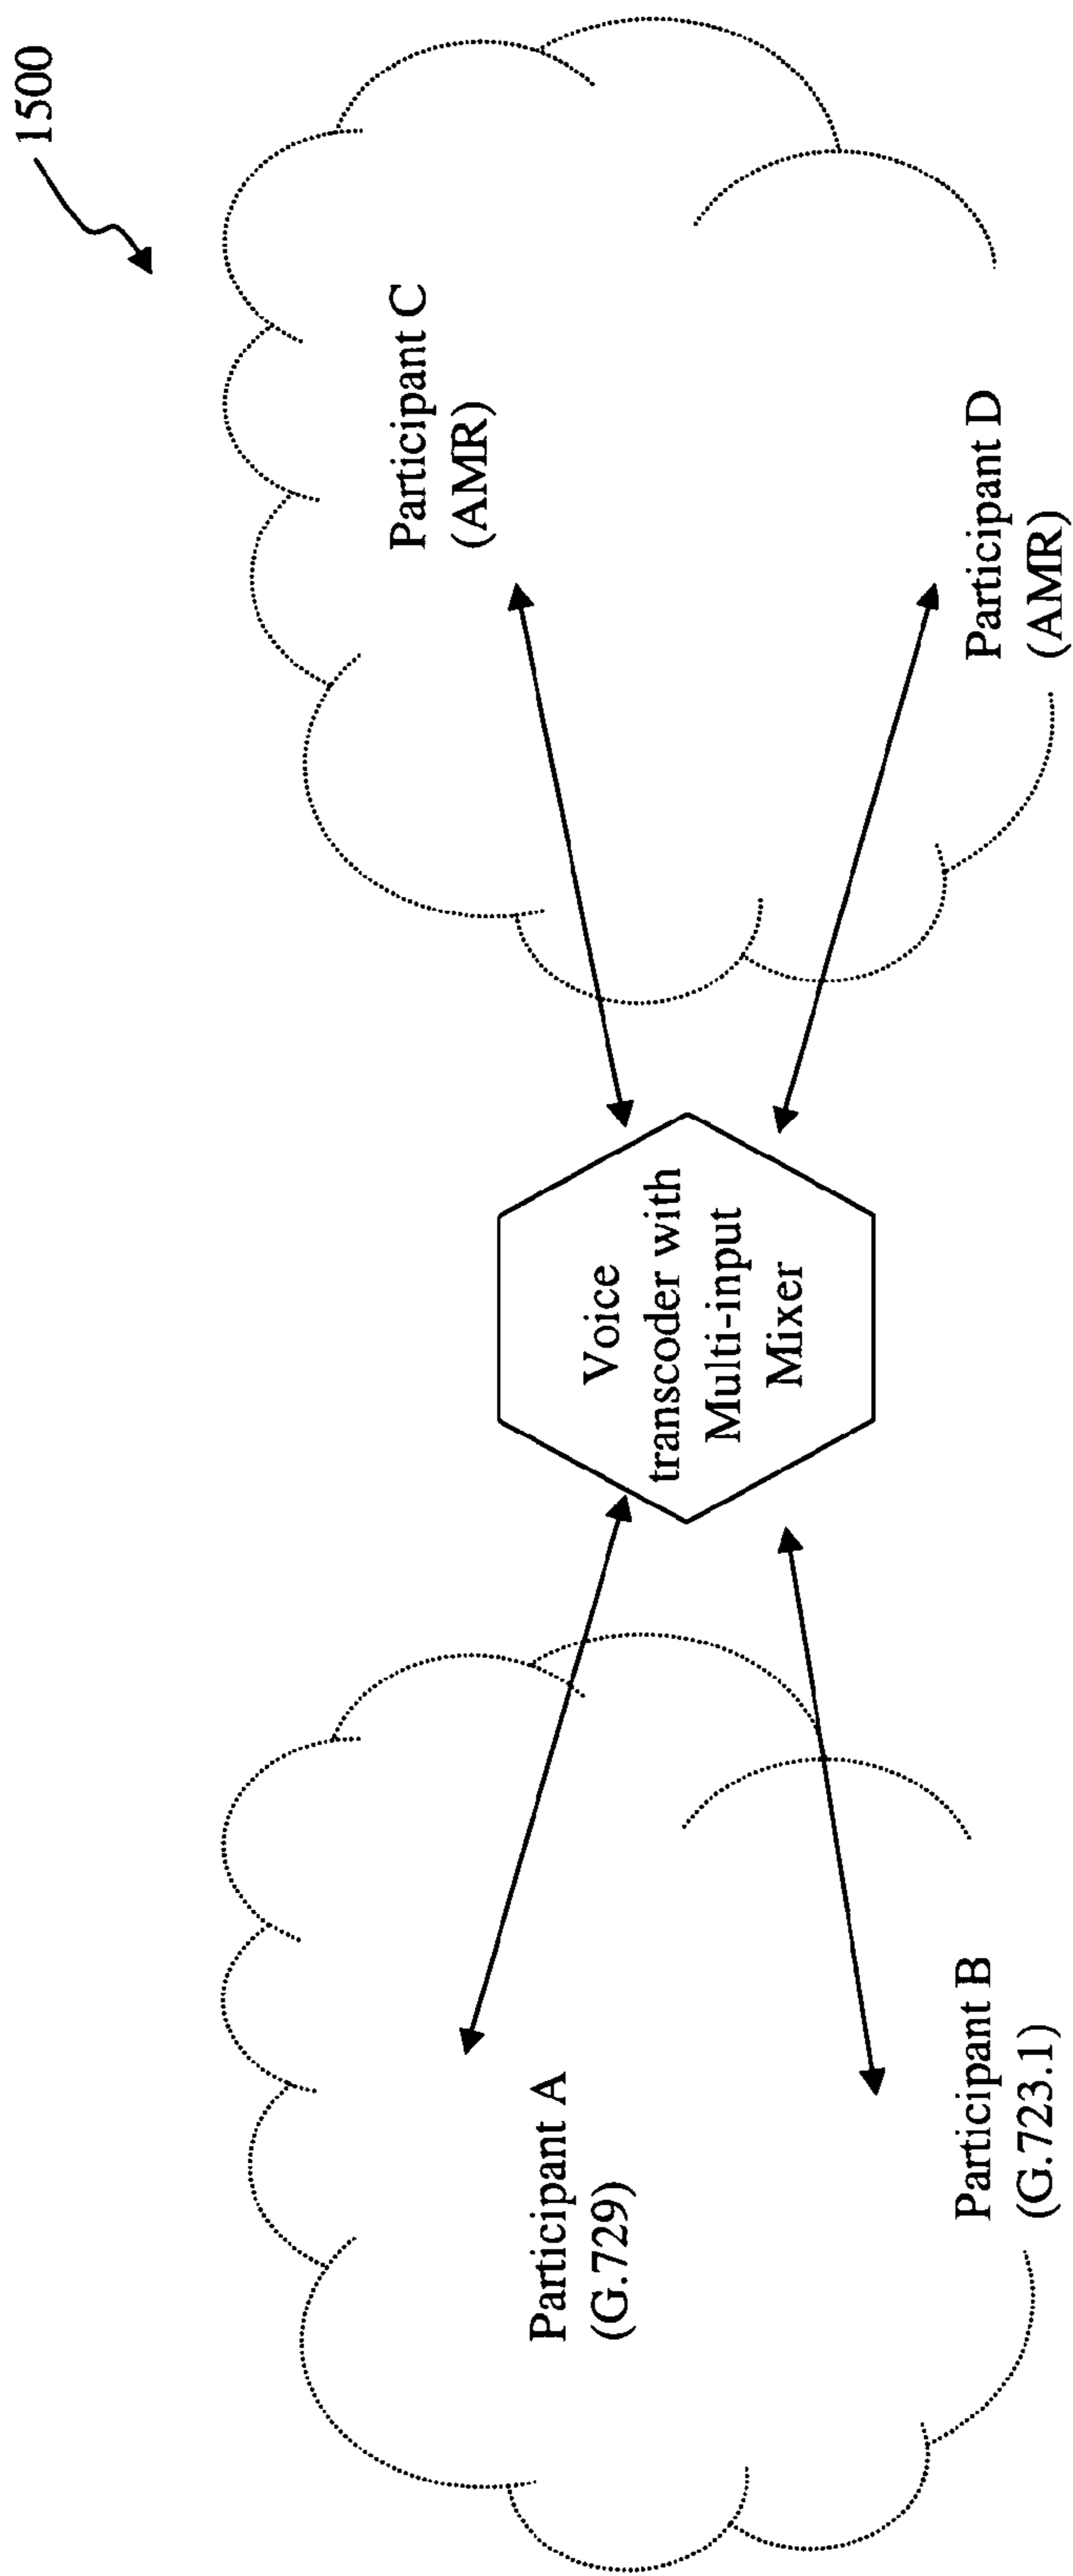 1500
Participant A
(G.729)
Participant B
(G.723.1)
Voice
transcoder with
Multi-input
Mixer
Participant C
(AMR)
Participant D
(AMR)